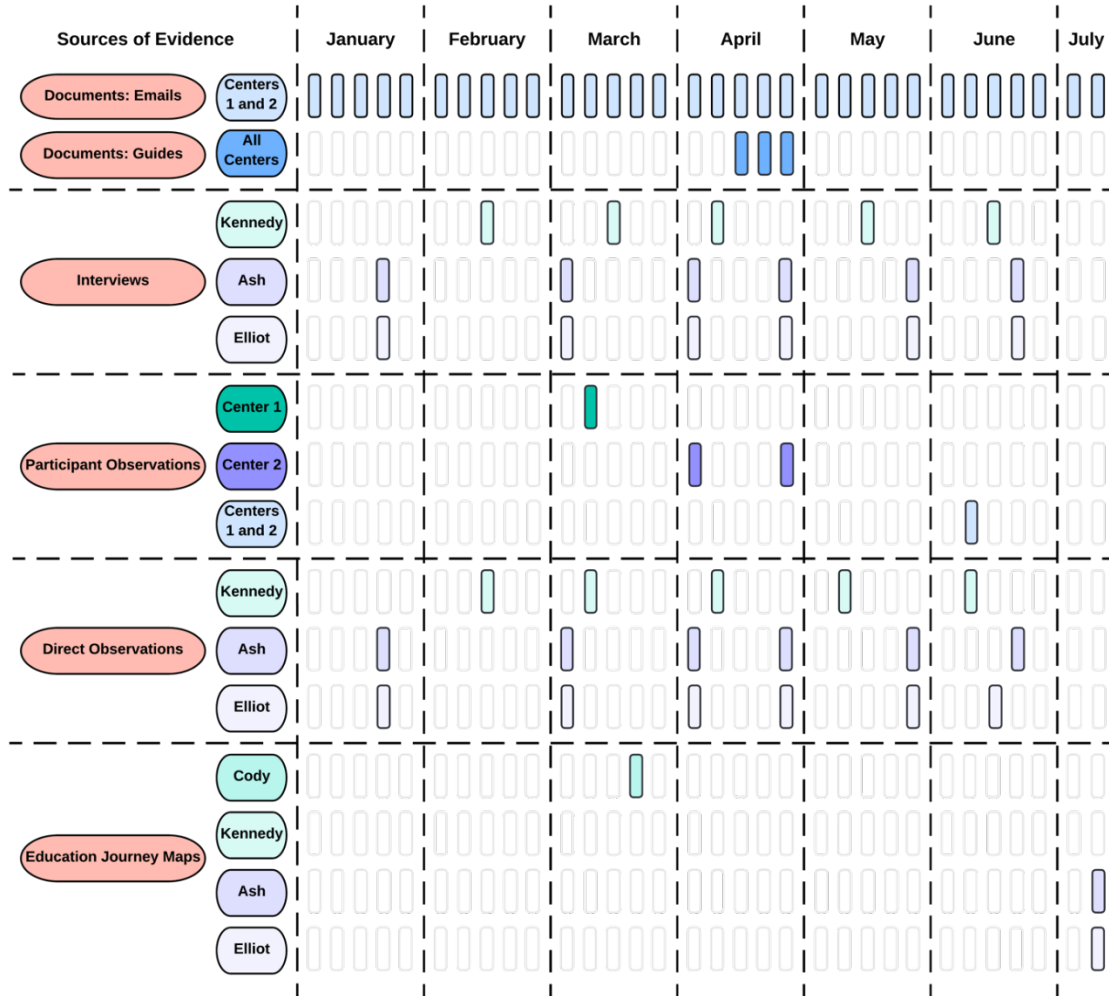 Sources of Evidence January February March April May June July
Documents: Emails
Centers
1 and 2
Documents: Guides
All
Centers
Kennedy
Interviews
Ash
Elliot
Center 1
Participant Observations
Center 2
Centers
1 and 2
Kennedy
Direct Observations
Ash
Elliot
Cody
Kennedy
Education Journey Maps
Ash
Elliot